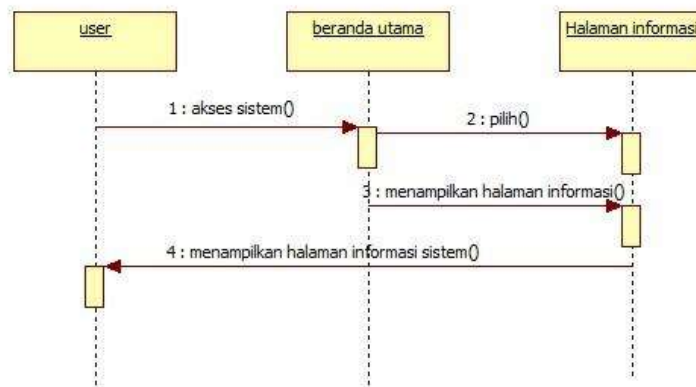 user
beranda utama
Halaman informasi
1 : akses sistem()
2 : pilih()
3 : menampilkan halaman informasi()
4 : menampilkan halaman informasi sistem()